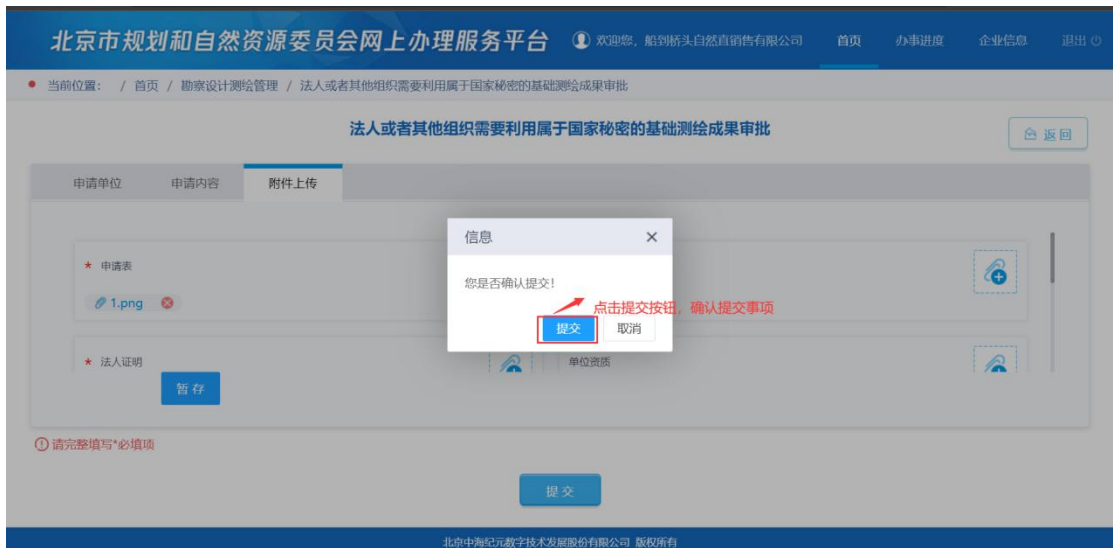 北京市规划和自然资源委员会网上办理服务平台 欢迎您，船到桥头自然直销售有限公司 首页 办事进度 企业信息 退出
当前位置： / 首页 / 勘察设计测绘管理 / 法人或者其他组织需要利用属于国家秘密的基础测绘成果审批
法人或者其他组织需要利用属于国家秘密的基础测绘成果审批
返回
申请单位 申请内容 附件上传
信息
* 申请表
您是否确认提交!
1.png
点击提交按钮，确认提交事项
提交 取消
* 法人证明 单位资质
暂存
请完整填写*必填项
提交
北京中海纪元数字技术发展股份有限公司 版权所有